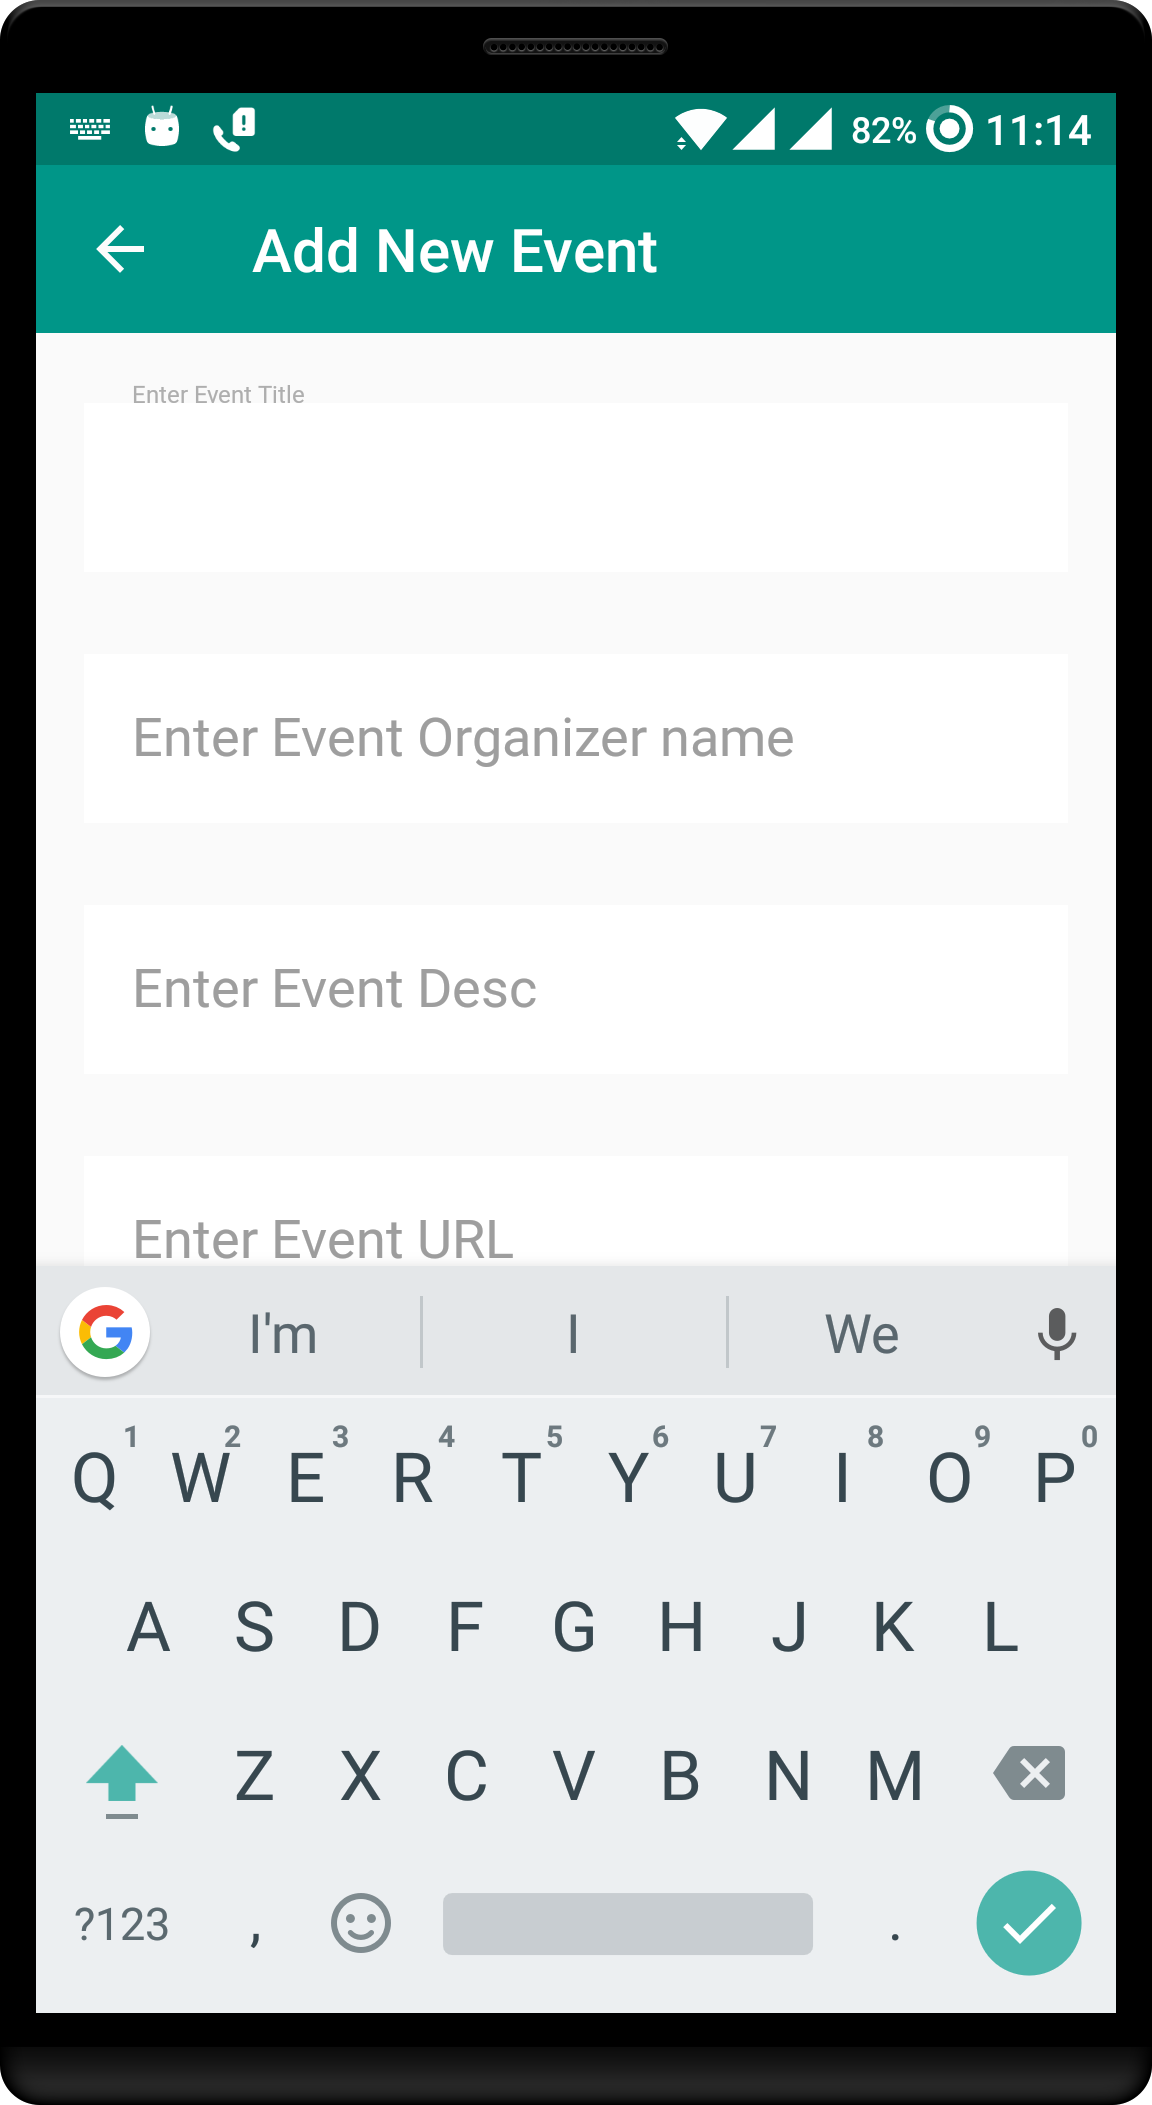 82% 11:14
Add New Event
Enter Event Title
Enter Event Organizer name
Enter Event Desc
Enter Event URL
I'm I We
1 2 3 4 5 6 7 8 9 0
Q W E R T Y U I O P
A S D F G H J K L
Z X C V B N M
?123 , .